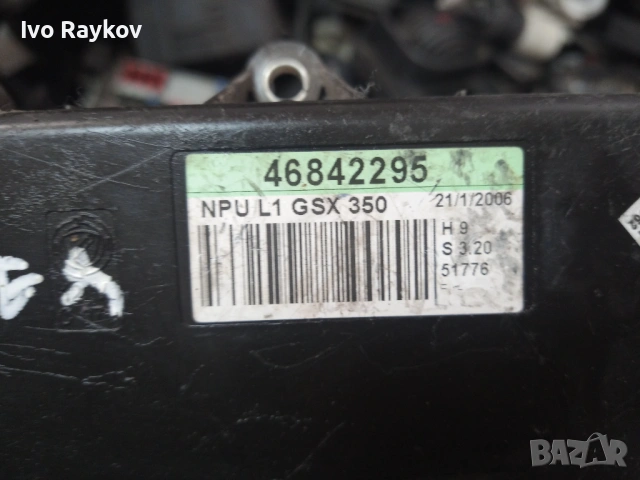 Ivo Raykov
46842295
NPU L1 GSX 350 21/1/2006
H 9
S 3.20
51776
BAZAR